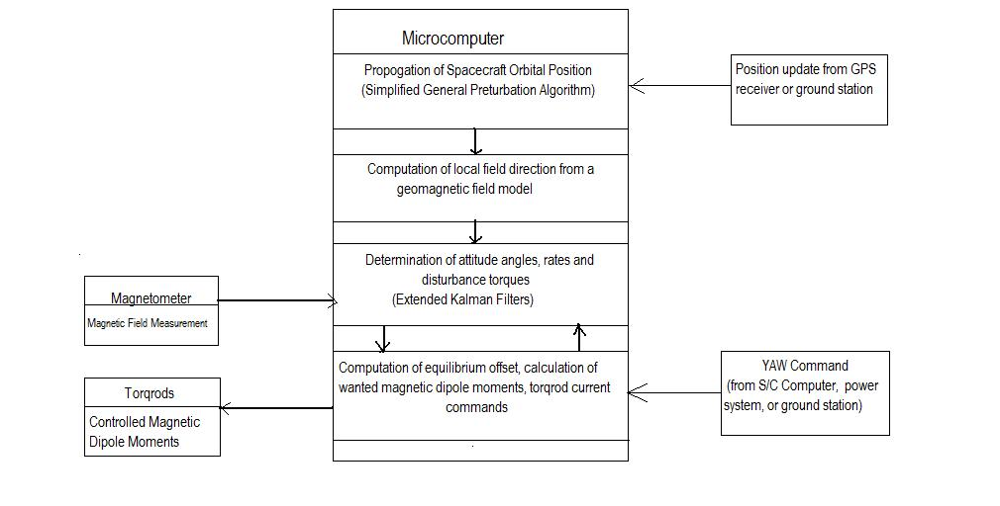 Microcomputer
Propogation of Spacecraft Orbital Position
(Simplified General Preturbation Algorithm)
Position update from GPS
receiver or ground station
Computation of local field direction from a
geomagnetic field model
Determination of attitude angles, rates and
disturbance torques
(Extended Kalman Filters)
Magnetometer
Magnetic Field Measurement
Computation of equilibrium offset, calculation of
wanted magnetic dipole moments, torqrod current
commands
YAW Command
(from S/C Computer, power
system, or ground station)
Torqrods
Controlled Magnetic
Dipole Moments